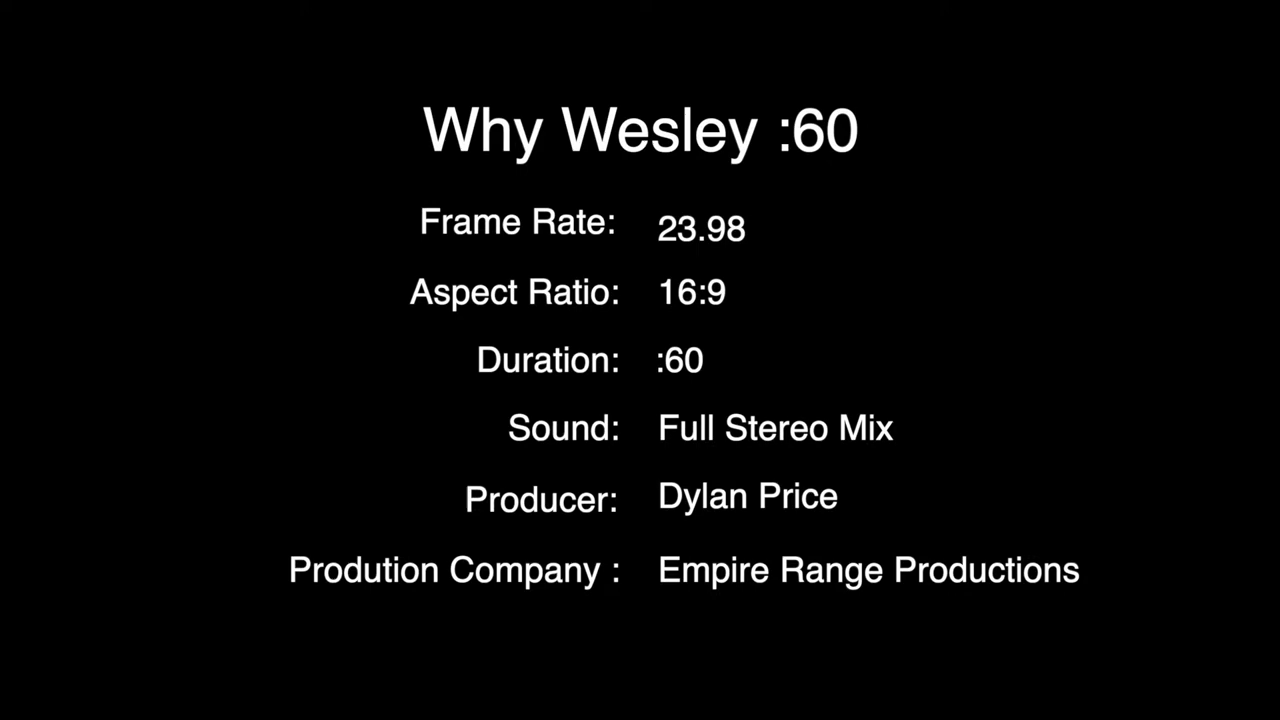 Why Wesley :60
Frame Rate: 23.98
Aspect Ratio: 16:9
Duration: :60
Sound: Full Stereo Mix
Producer: Dylan Price
Prodution Company : Empire Range Productions